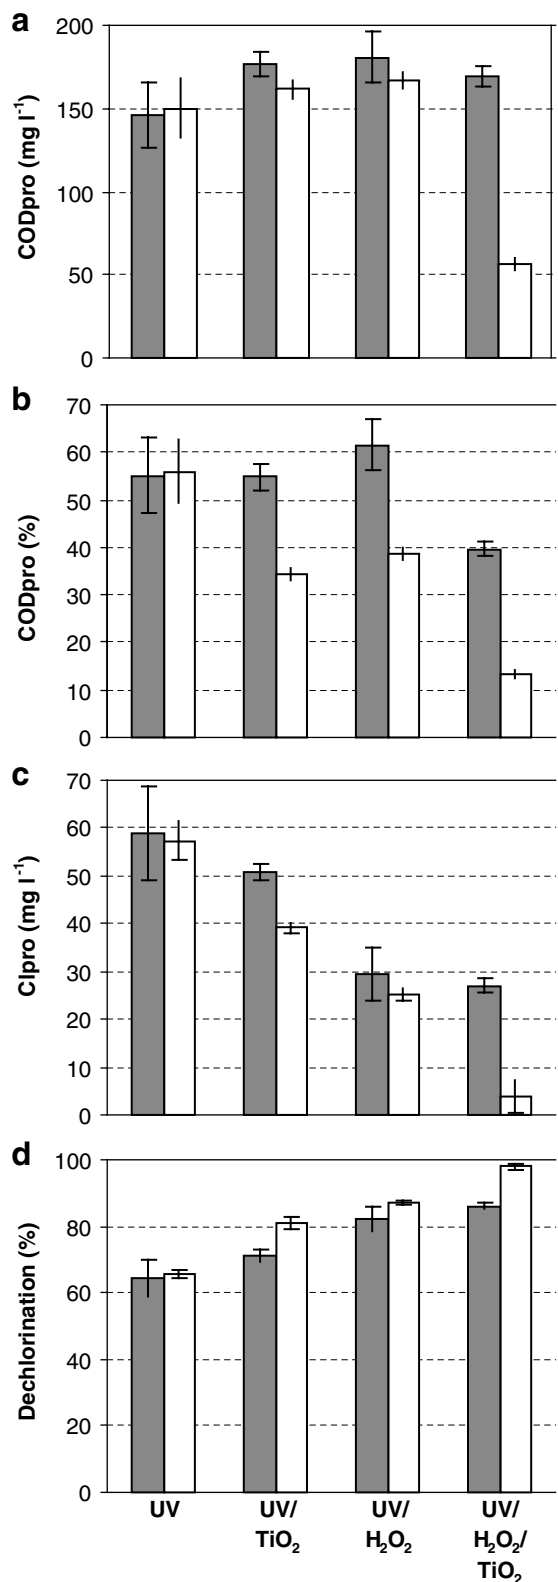 a
CODpro (mg l⁻¹)
200
150
100
50
0
b
CODpro (%)
70
60
50
40
30
20
10
0
c
Clpro (mg l⁻¹)
70
60
50
40
30
20
10
0
d
Dechlorination (%)
100
80
60
40
20
0
UV UV/ UV/ UV/
TiO₂ H₂O₂ H₂O₂/
TiO₂